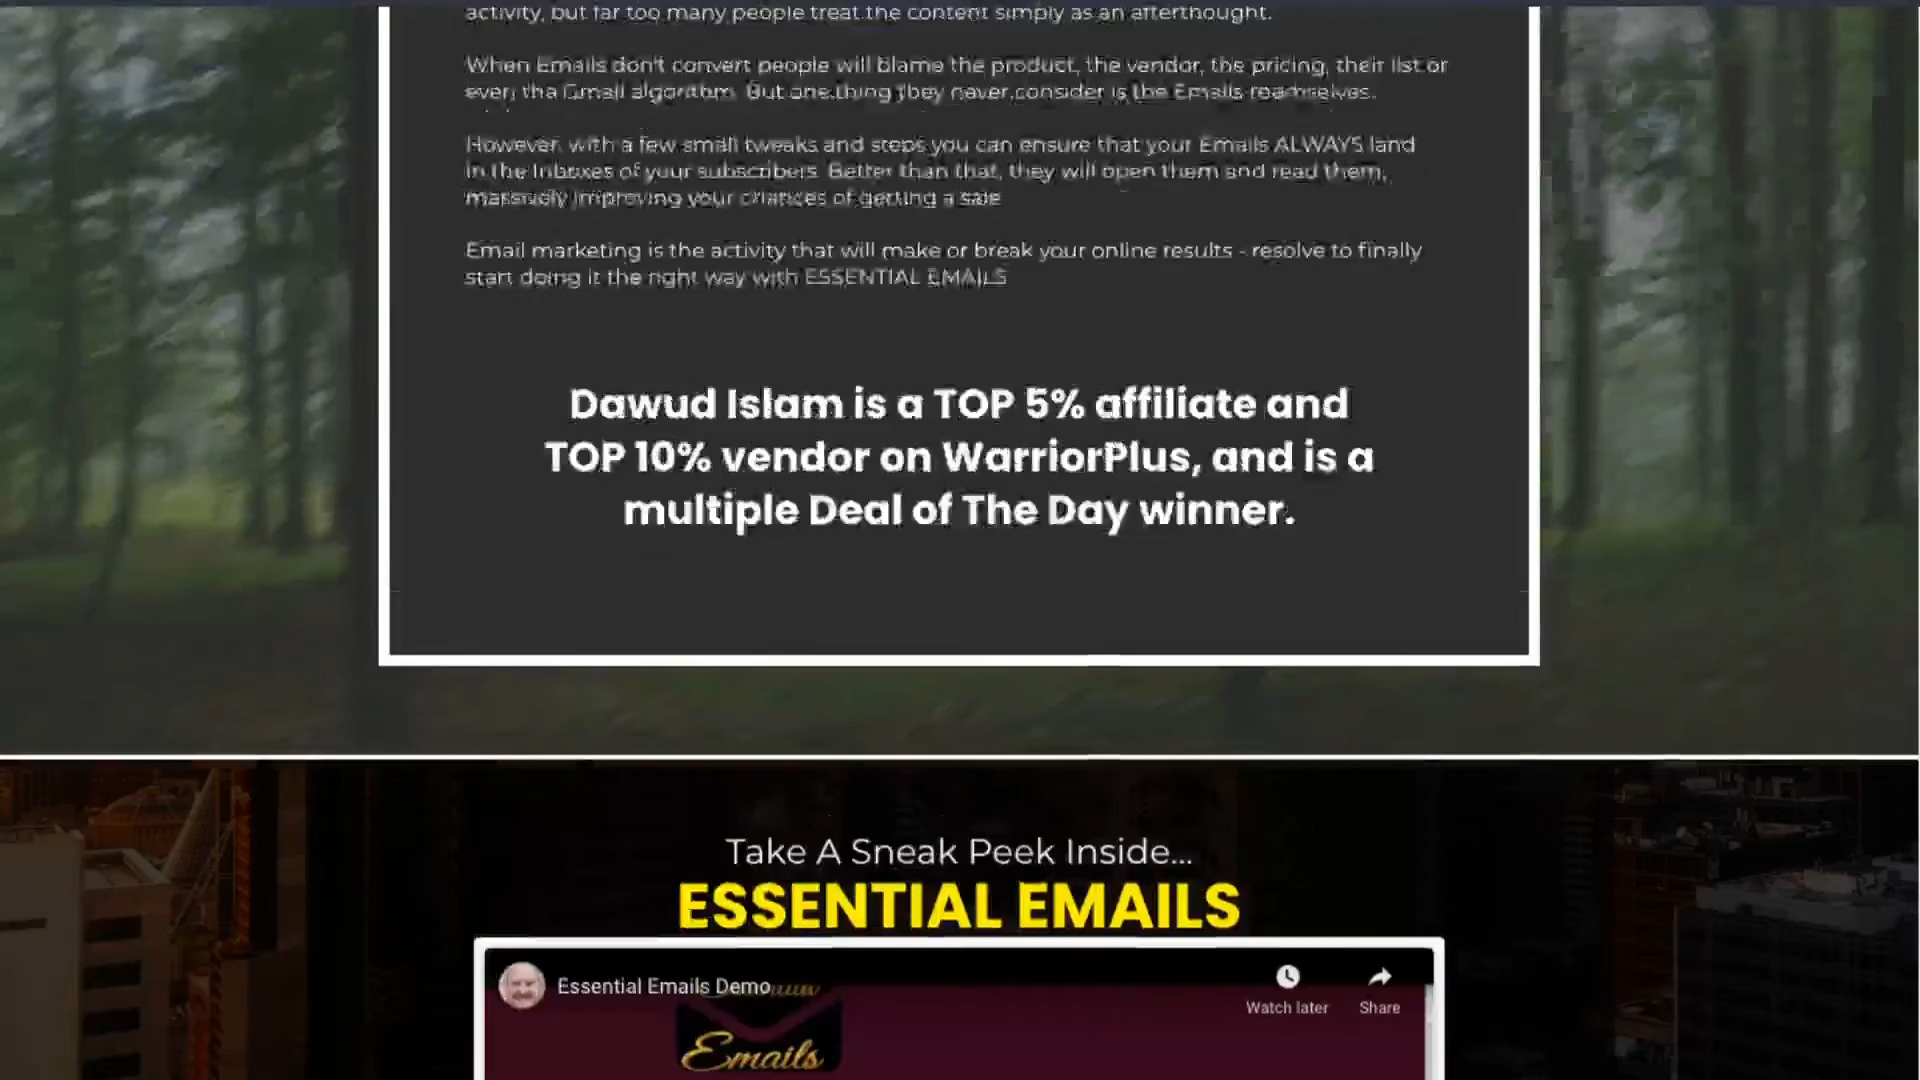 activity, but far too many people treat the content simply as an afterthought.
When Emails don't convert people will blame the product, the vendor, the pricing, their list or
even the Gmail algorithm. But one thing they never consider is the Emails themselves.
However, with a few small tweaks and steps you can ensure that your Emails ALWAYS land
in the Inboxes of your subscribers. Better than that, they will open them and read them,
massively improving your chances of getting a sale
Email marketing is the activity that will make or break your online results - resolve to finally
start doing it the right way with ESSENTIAL EMAILS
Dawud Islam is a TOP 5% affiliate and
TOP 10% vendor on WarriorPlus, and is a
multiple Deal of The Day winner.
Take A Sneak Peek Inside...
ESSENTIAL EMAILS
Essential Emails Demo
Watch later
Share
Emails